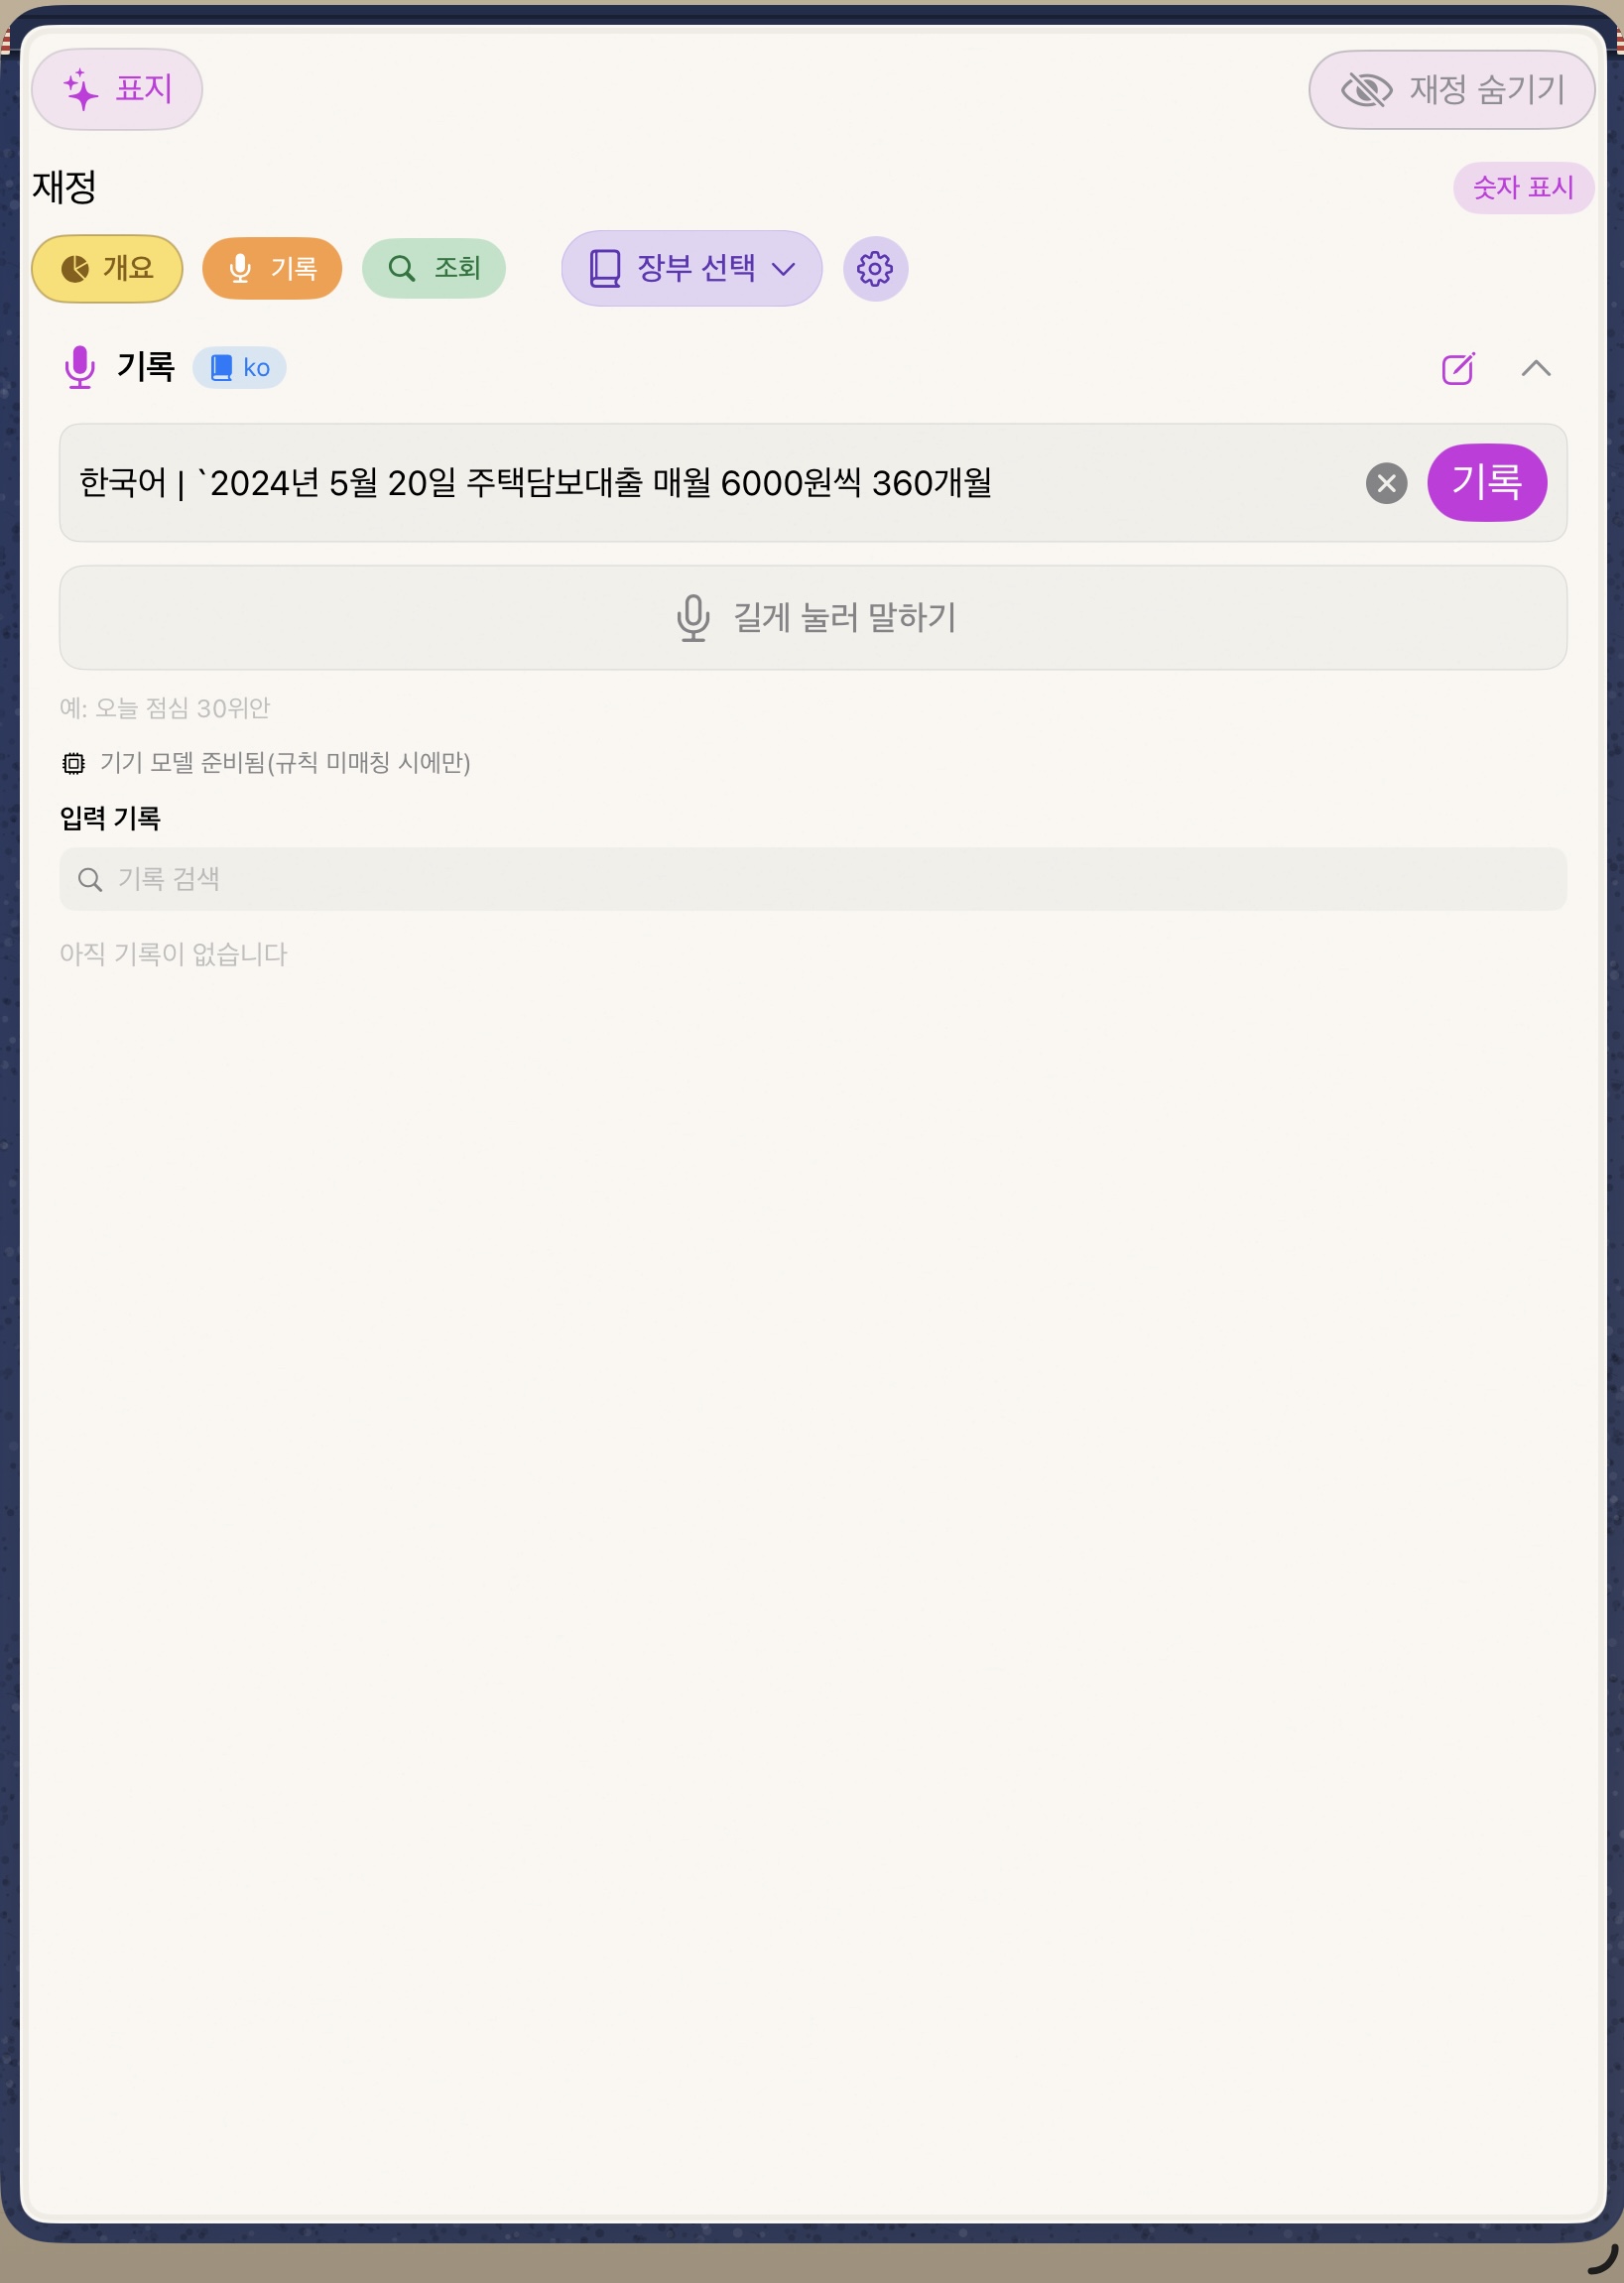 표지
재정 숨기기
재정
숫자 표시
개요
기록
조회
장부 선택
기록
ko
한국어 | `2024년 5월 20일 주택담보대출 매월 6000원씩 360개월
기록
길게 눌러 말하기
예: 오늘 점심 30위안
기기 모델 준비됨(규칙 미매칭 시에만)
입력 기록
기록 검색
아직 기록이 없습니다